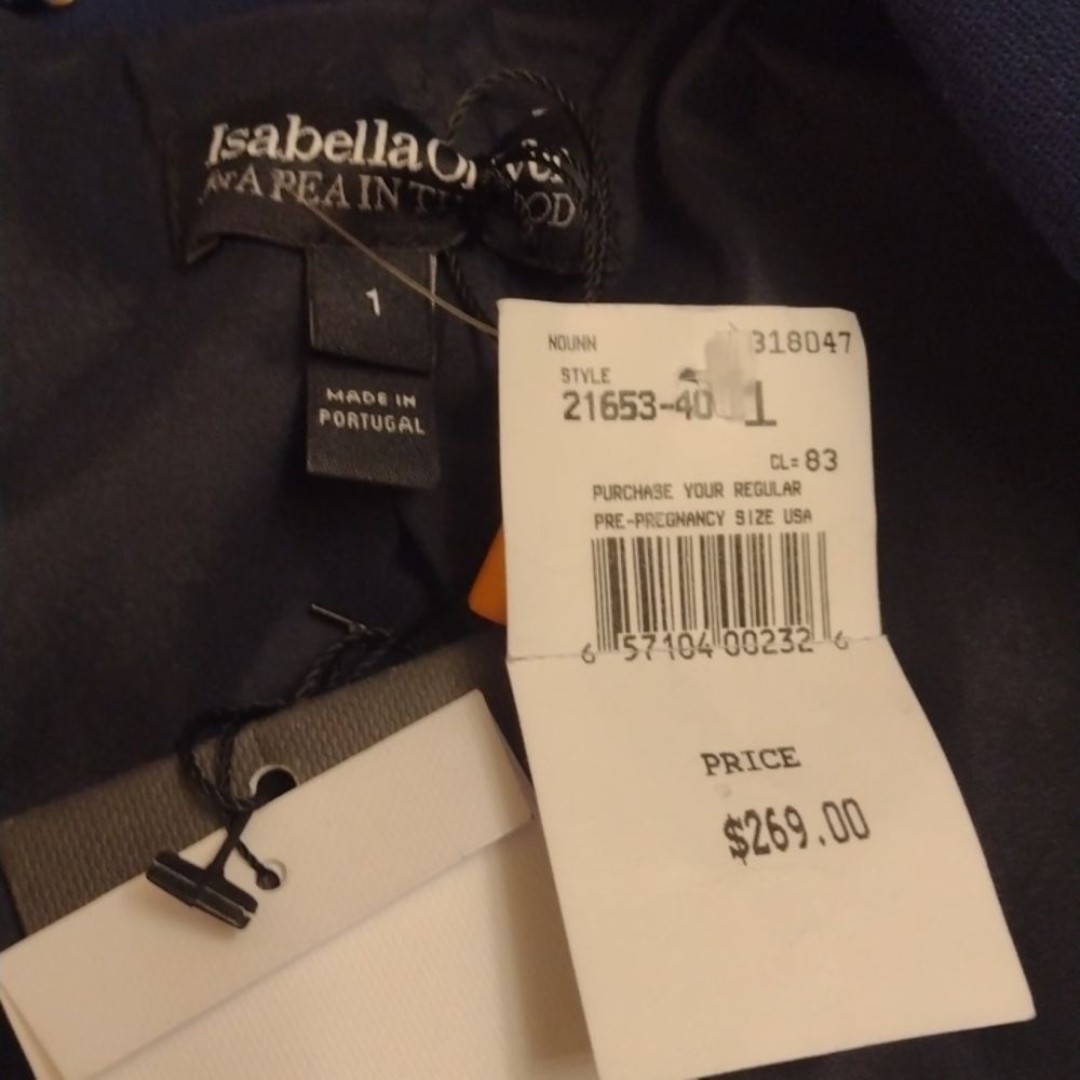 Isabella
A PEA IN
1
MADE IN
PORTUGAL
NOUNN
318047
STYLE
21653-40 1
CL= 83
PURCHASE YOUR REGULAR
PRE-PREGNANCY SIZE USA
6 57104 00232 6
PRICE
$269.00